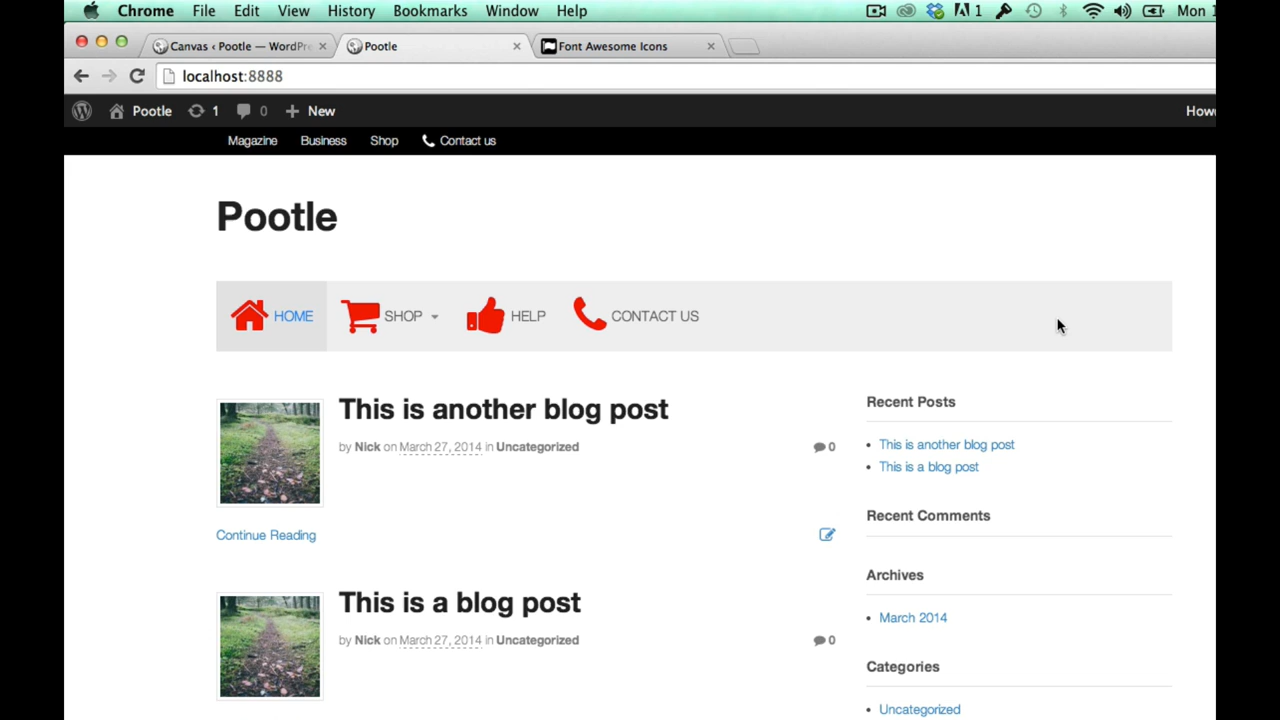 Chrome File Edit View History Bookmarks Window Help 1 Mon
Canvas ‹ Pootle — WordPr
Pootle
Font Awesome Icons
localhost:8888
Pootle 1 0 New
Magazine Business Shop Contact us
Pootle
HOME SHOP HELP CONTACT US
This is another blog post
by Nick on March 27, 2014 in Uncategorized 0
Continue Reading
This is a blog post
by Nick on March 27, 2014 in Uncategorized 0
Recent Posts
• This is another blog post
• This is a blog post
Recent Comments
Archives
• March 2014
Categories
• Uncategorized